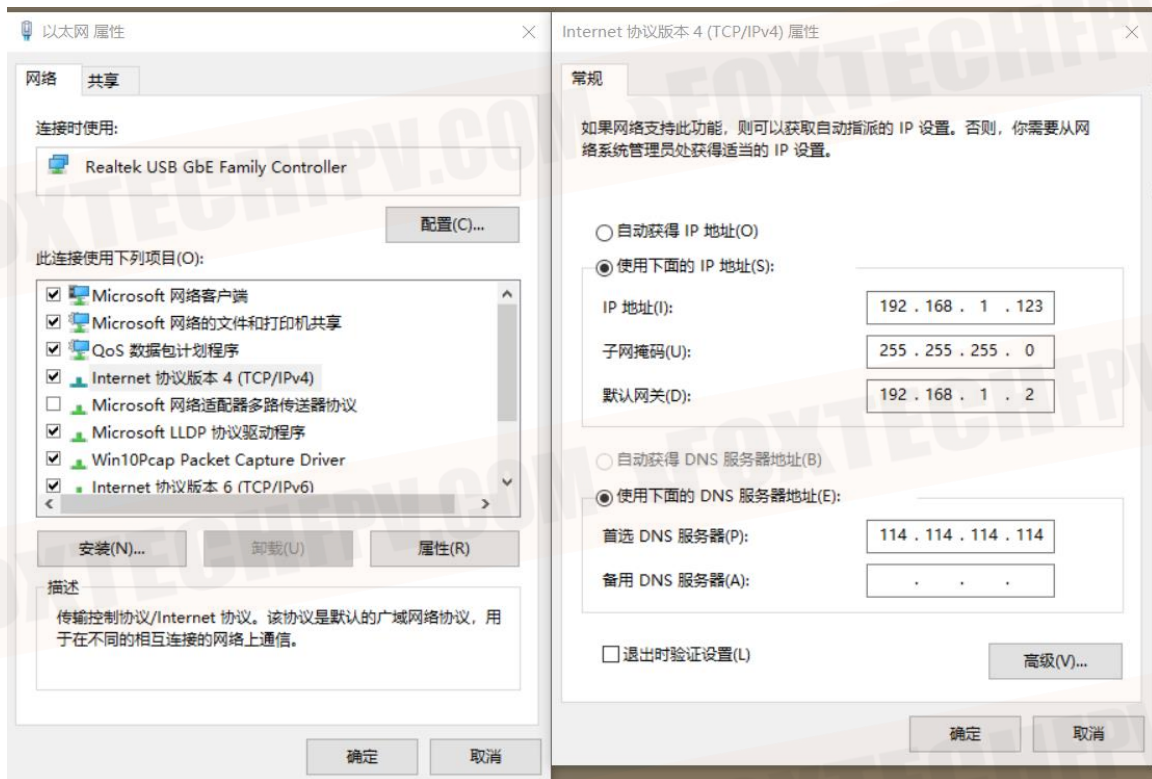 以太网 属性
网络
共享
连接时使用:
Realtek USB GbE Family Controller
配置(C)...
此连接使用下列项目(O):
Microsoft 网络客户端
Microsoft 网络的文件和打印机共享
QoS 数据包计划程序
Internet 协议版本 4 (TCP/IPv4)
Microsoft 网络适配器多路传送器协议
Microsoft LLDP 协议驱动程序
Win10Pcap Packet Capture Driver
Internet 协议版本 6 (TCP/IPv6)
安装(N)...
卸载(U)
属性(R)
描述
传输控制协议/Internet 协议。该协议是默认的广域网络协议，用
于在不同的相互连接的网络上通信。
确定
取消
Internet 协议版本 4 (TCP/IPv4) 属性
常规
如果网络支持此功能，则可以获取自动指派的 IP 设置。否则，你需要从网
络系统管理员处获得适当的 IP 设置。
自动获得 IP 地址(O)
使用下面的 IP 地址(S):
IP 地址(I):
192 . 168 . 1 . 123
子网掩码(U):
255 . 255 . 255 . 0
默认网关(D):
192 . 168 . 1 . 2
自动获得 DNS 服务器地址(B)
使用下面的 DNS 服务器地址(E):
首选 DNS 服务器(P):
114 . 114 . 114 . 114
备用 DNS 服务器(A):
. . .
退出时验证设置(L)
高级(V)...
确定
取消
FOXTECHFPV.COM
FOXTECHFPV.COM